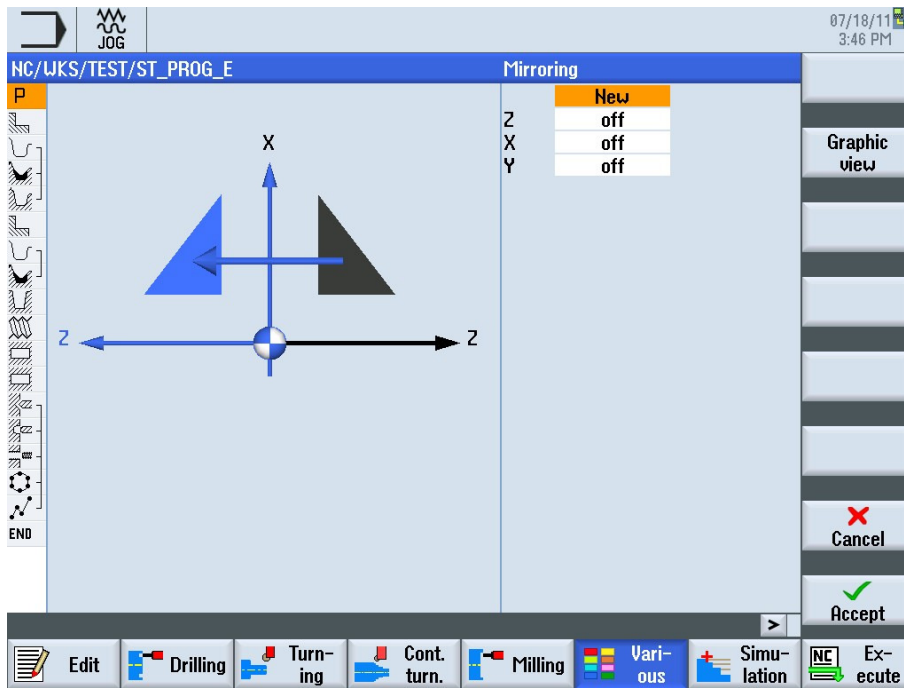 JOG
07/18/11
3:46 PM
NC/WKS/TEST/ST_PROG_E
Mirroring
P
New
Z off
X off
Y off
Graphic
view
X
Z
Z
END
Cancel
Accept
>
Edit
Drilling
Turn-
ing
Cont.
turn.
Milling
Vari-
ous
Simu-
lation
NC
Ex-
ecute